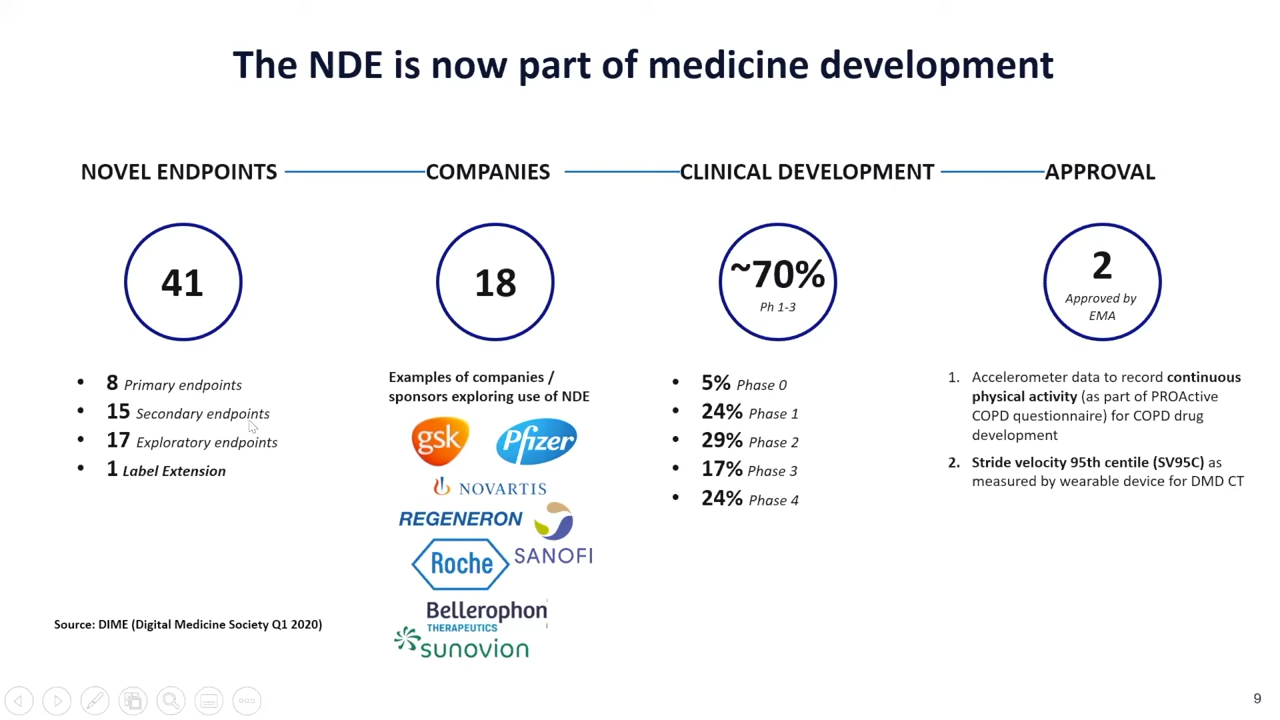 The NDE is now part of medicine development
NOVEL ENDPOINTS
COMPANIES
CLINICAL DEVELOPMENT
APPROVAL
41
18
~70%
Ph 1-3
2
Approved by
EMA
• 8 Primary endpoints
• 15 Secondary endpoints
• 17 Exploratory endpoints
• 1 Label Extension
Examples of companies /
sponsors exploring use of NDE
gsk
Pfizer
NOVARTIS
REGENERON
SANOFI
Roche
Bellerophon
THERAPEUTICS
sunovion
• 5% Phase 0
• 24% Phase 1
• 29% Phase 2
• 17% Phase 3
• 24% Phase 4
1. Accelerometer data to record continuous
physical activity (as part of PROActive
COPD questionnaire) for COPD drug
development
2. Stride velocity 95th centile (SV95C) as
measured by wearable device for DMD CT
Source: DIME (Digital Medicine Society Q1 2020)
9